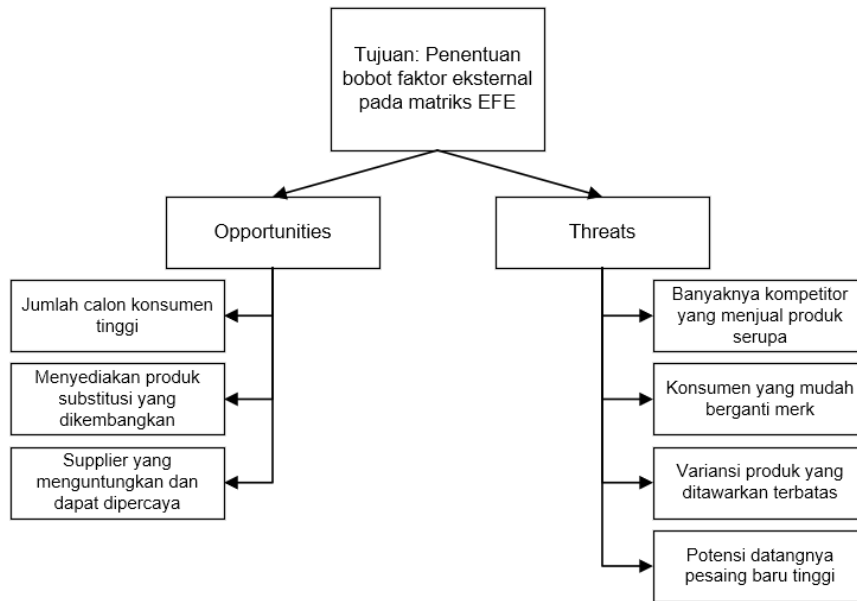 Tujuan: Penentuan
bobot faktor eksternal
pada matriks EFE
Opportunities
Threats
Jumlah calon konsumen
tinggi
Menyediakan produk
substitusi yang
dikembangkan
Supplier yang
menguntungkan dan
dapat dipercaya
Banyaknya kompetitor
yang menjual produk
serupa
Konsumen yang mudah
berganti merk
Variansi produk yang
ditawarkan terbatas
Potensi datangnya
pesaing baru tinggi